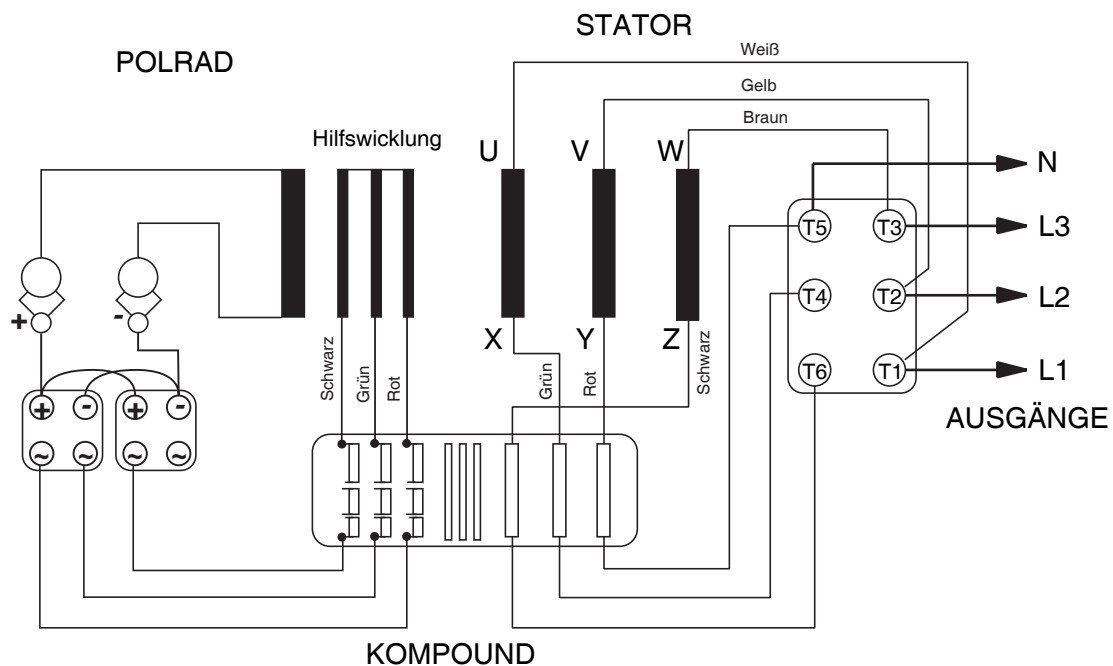 STATOR
POLRAD
Weiß
Gelb
Braun
Hilfswicklung
U
V
W
N
T5
T3
L3
T4
T2
L2
T6
T1
L1
AUSGÄNGE
X
Y
Z
Schwarz
Grün
Rot
Grün
Rot
Schwarz
+
-
+
-
+
-
~
~
~
~
KOMPOUND